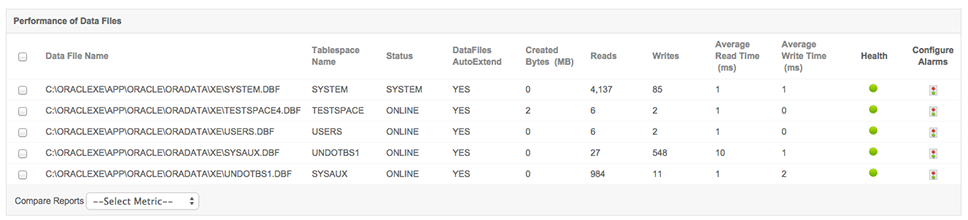 Performance of Data Files
Data File Name Tablespace Name Status DataFiles AutoExtend Created Bytes (MB) Reads Writes Average Read Time (ms) Average Write Time (ms) Health Configure Alarms
C:\ORACLEXE\APP\ORACLE\ORADATA\XE\SYSTEM.DBF SYSTEM SYSTEM YES 0 4,137 85 1 1
C:\ORACLEXE\APP\ORACLE\ORADATA\XE\TESTSPACE4.DBF TESTSPACE ONLINE YES 2 6 2 1 0
C:\ORACLEXE\APP\ORACLE\ORADATA\XE\USERS.DBF USERS ONLINE YES 0 6 2 1 0
C:\ORACLEXE\APP\ORACLE\ORADATA\XE\SYSAUX.DBF UNDOTBS1 ONLINE YES 0 27 548 10 1
C:\ORACLEXE\APP\ORACLE\ORADATA\XE\UNDOTBS1.DBF SYSAUX ONLINE YES 0 984 11 1 2
Compare Reports --Select Metric--